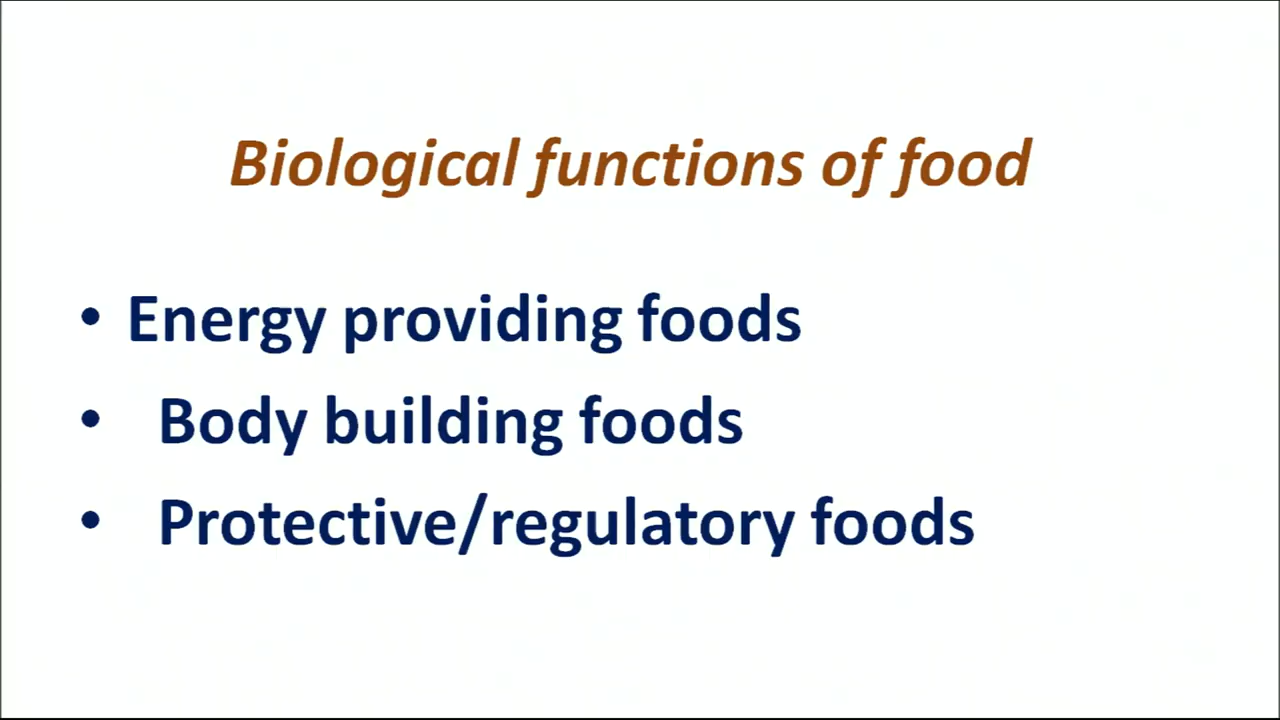 Biological functions of food
• Energy providing foods
• Body building foods
• Protective/regulatory foods